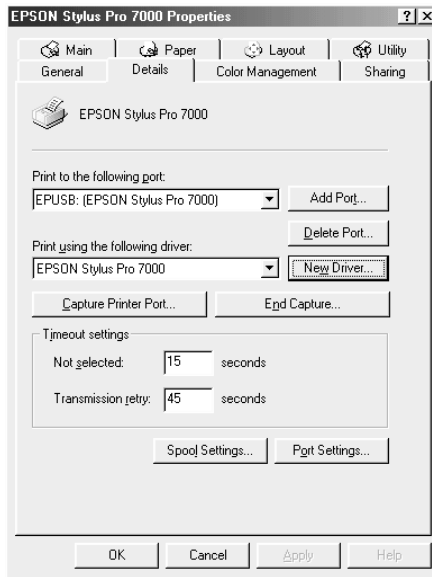 EPSON Stylus Pro 7000 Properties ? ×
Main Paper Layout Utility
General Details Color Management Sharing
EPSON Stylus Pro 7000
Print to the following port:
EPUSB: (EPSON Stylus Pro 7000) Add Port...
Delete Port...
Print using the following driver:
EPSON Stylus Pro 7000 New Driver...
Capture Printer Port... End Capture...
Timeout settings
Not selected: 15 seconds
Transmission retry: 45 seconds
Spool Settings... Port Settings...
OK Cancel Apply Help